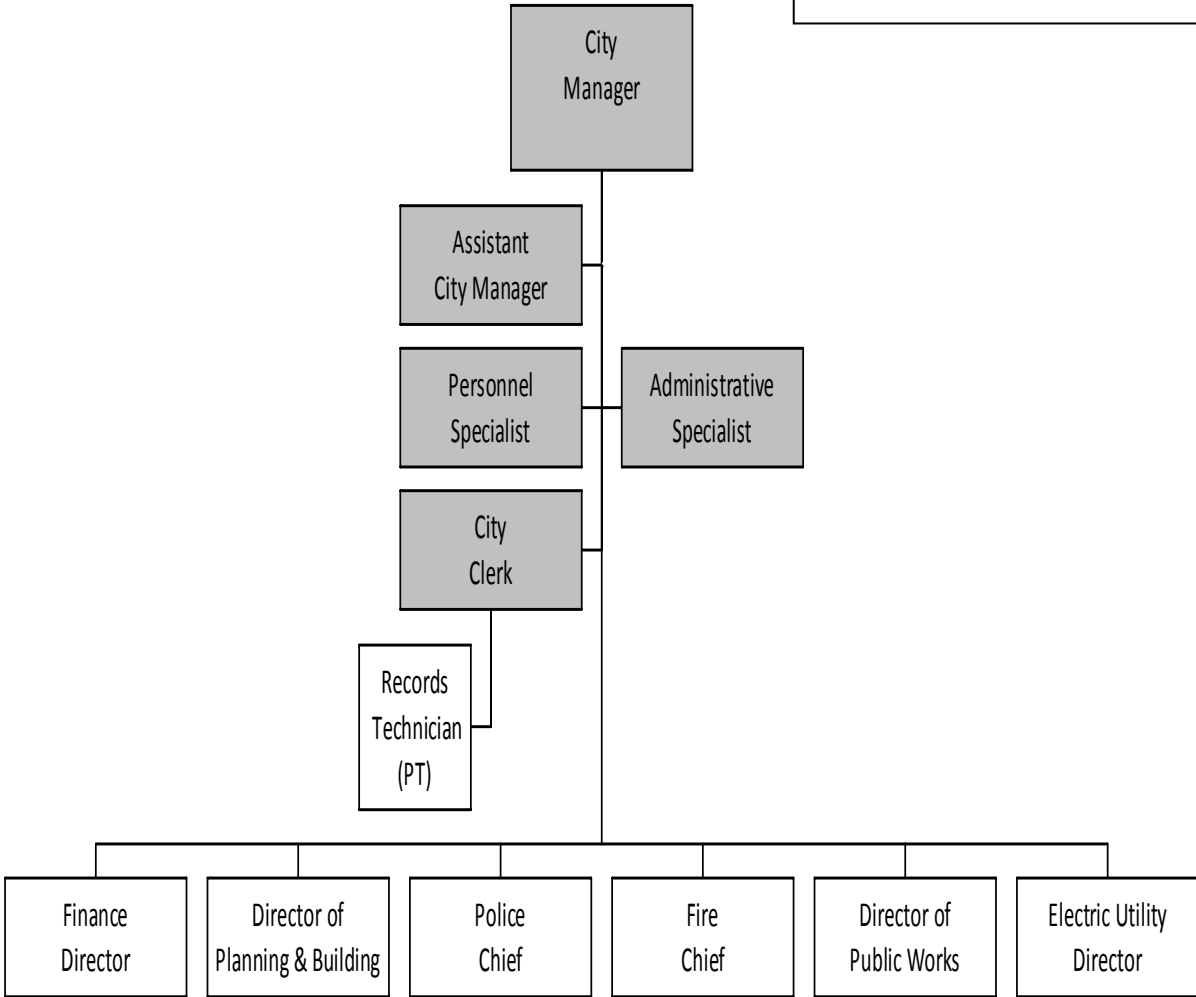 City
Manager
Assistant
City Manager
Personnel
Specialist
Administrative
Specialist
City
Clerk
Records
Technician
(PT)
Finance
Director
Director of
Planning & Building
Police
Chief
Fire
Chief
Director of
Public Works
Electric Utility
Director